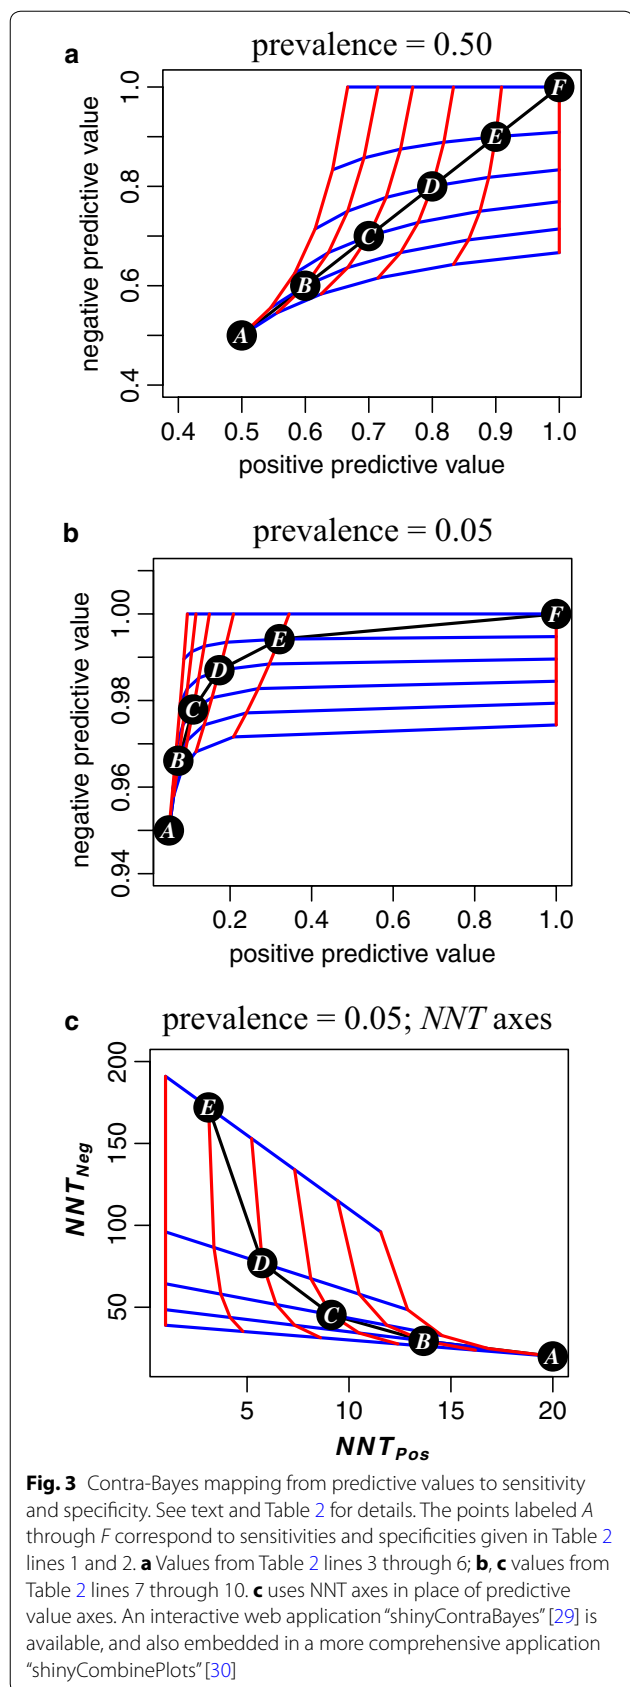 a prevalence = 0.50
negative predictive value
1.0
0.8
0.6
0.4
F
E
D
C
B
A
0.4 0.5 0.6 0.7 0.8 0.9 1.0
positive predictive value
b prevalence = 0.05
negative predictive value
1.00
0.98
0.96
0.94
F
E
D
C
B
A
0.2 0.4 0.6 0.8 1.0
positive predictive value
c prevalence = 0.05; NNT axes
NNTNeg
200
150
100
50
E
D
C
B
A
5 10 15 20
NNTPos
Fig. 3 Contra-Bayes mapping from predictive values to sensitivity
and specificity. See text and Table 2 for details. The points labeled A
through F correspond to sensitivities and specificities given in Table 2
lines 1 and 2. a Values from Table 2 lines 3 through 6; b, c values from
Table 2 lines 7 through 10. c uses NNT axes in place of predictive
value axes. An interactive web application “shinyContraBayes” [29] is
available, and also embedded in a more comprehensive application
“shinyCombinePlots” [30]